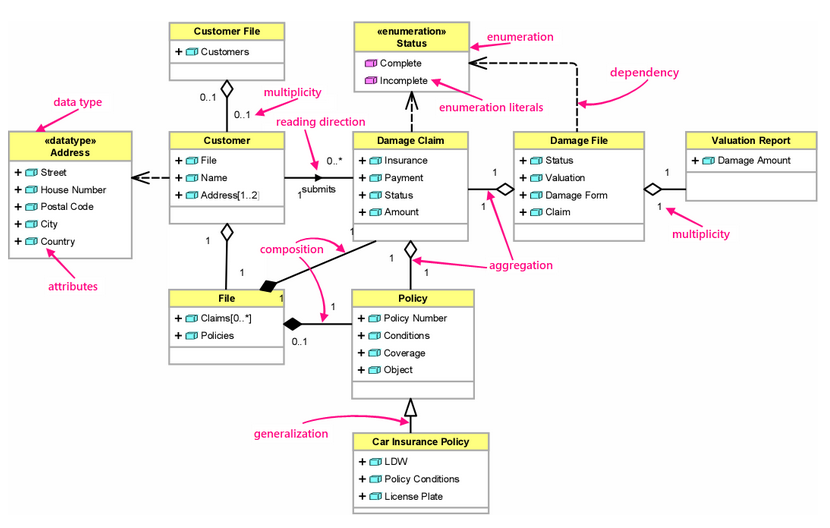 Customer File
+ Customers
«enumeration»
Status
Complete
Incomplete
enumeration
dependency
enumeration literals
0..1
0..1
multiplicity
reading direction
data type
«datatype»
Address
+ Street
+ House Number
+ Postal Code
+ City
+ Country
attributes
Customer
+ File
+ Name
+ Address[1..2]
0..*
1
submits
Damage Claim
+ Insurance
+ Payment
+ Status
+ Amount
1
1
Damage File
+ Status
+ Valuation
+ Damage Form
+ Claim
1
1
Valuation Report
+ Damage Amount
multiplicity
aggregation
composition
1
1
1
1
1
1
File
+ Claims[0..*]
+ Policies
1
0..1
Policy
+ Policy Number
+ Conditions
+ Coverage
+ Object
generalization
Car Insurance Policy
+ LDW
+ Policy Conditions
+ License Plate